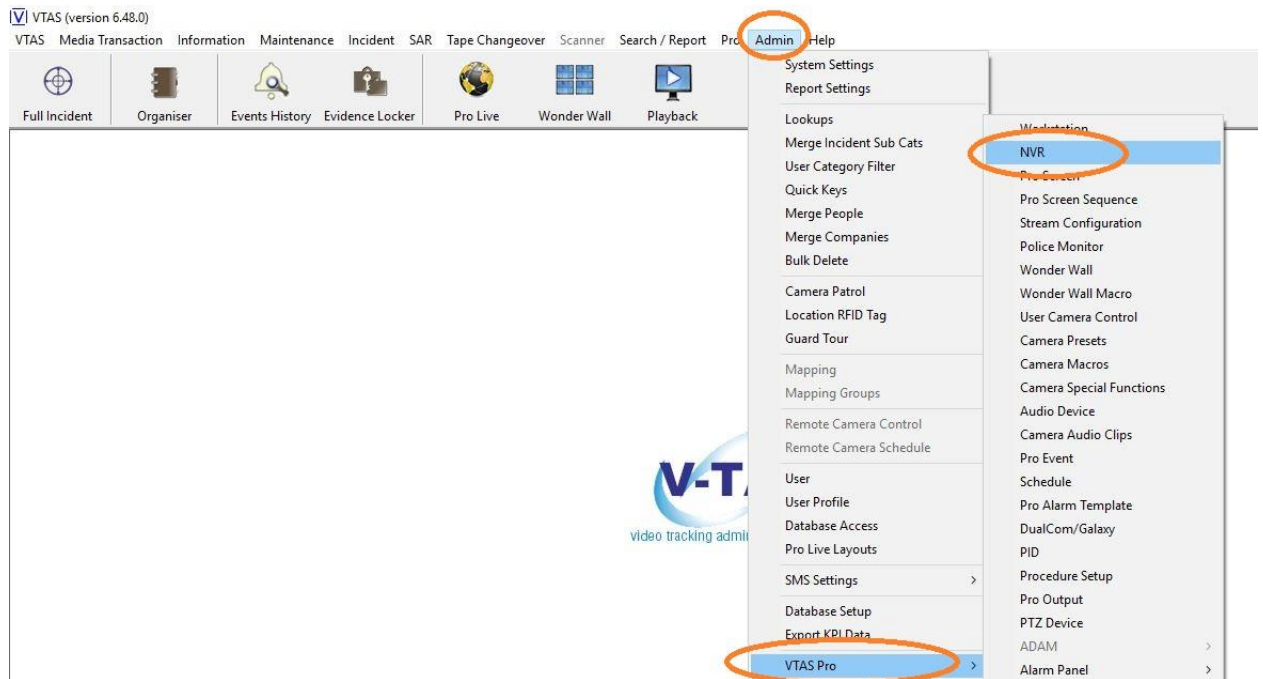 VTAS (version 6.48.0)
VTAS Media Transaction Information Maintenance Incident SAR Tape Changeover Scanner Search / Report Pro Admin Help
Full Incident Organiser Events History Evidence Locker Pro Live Wonder Wall Playback
System Settings
Report Settings
Lookups
Merge Incident Sub Cats
User Category Filter
Quick Keys
Merge People
Merge Companies
Bulk Delete
Camera Patrol
Location RFID Tag
Guard Tour
Mapping
Mapping Groups
Remote Camera Control
Remote Camera Schedule
User
User Profile
Database Access
Pro Live Layouts
SMS Settings
Database Setup
Export KPI Data
VTAS Pro
Workstation
NVR
Pro Screen
Pro Screen Sequence
Stream Configuration
Police Monitor
Wonder Wall
Wonder Wall Macro
User Camera Control
Camera Presets
Camera Macros
Camera Special Functions
Audio Device
Camera Audio Clips
Pro Event
Schedule
Pro Alarm Template
DualCom/Galaxy
PID
Procedure Setup
Pro Output
PTZ Device
ADAM
Alarm Panel
V-T
video tracking admi